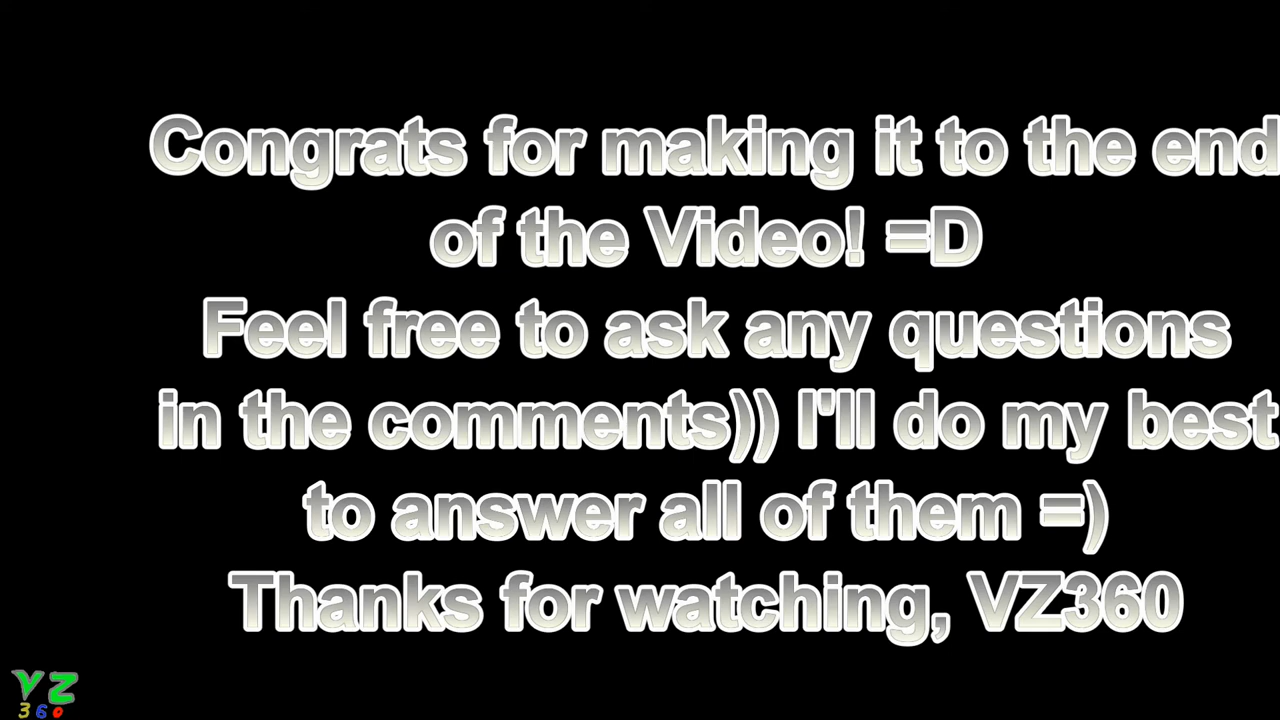 Congrats for making it to the end
of the Video! =D
Feel free to ask any questions
in the comments)) I'll do my best
to answer all of them =)
Thanks for watching, VZ360
VZ
360